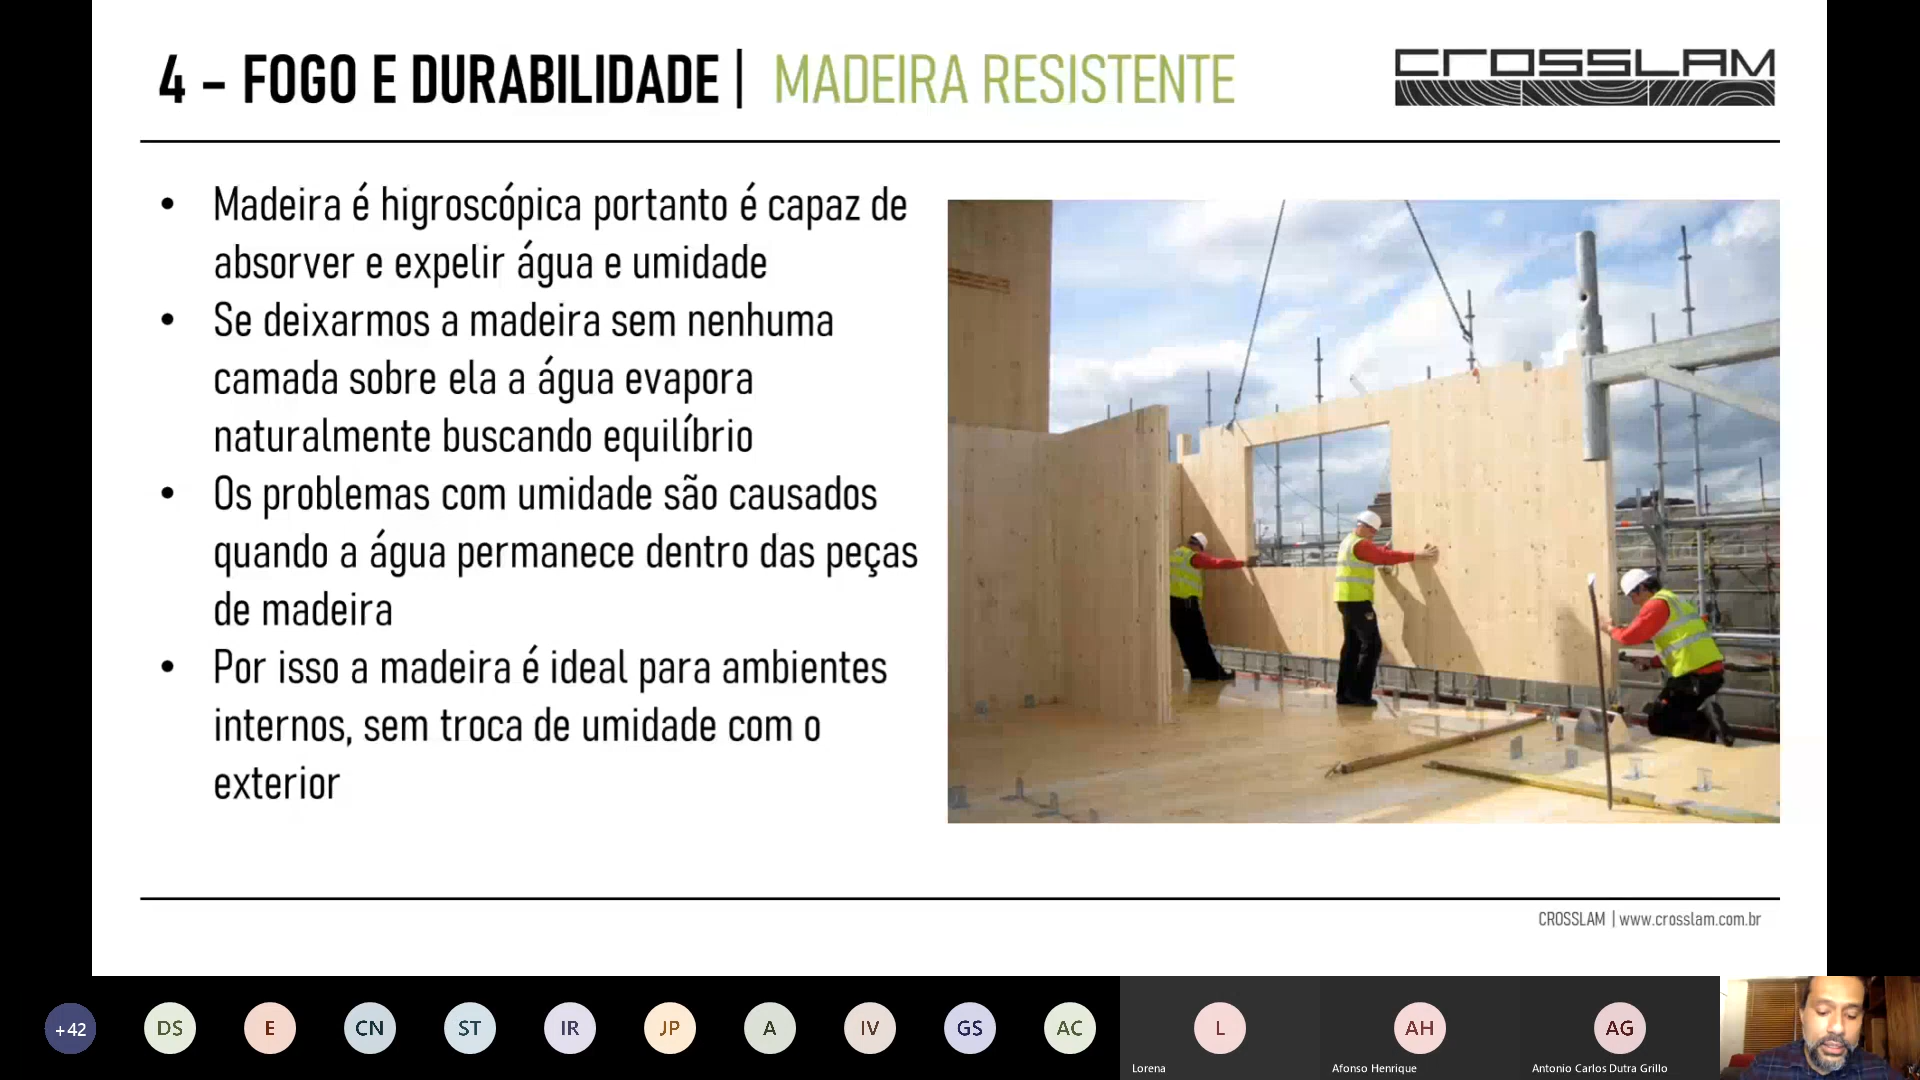 4 – FOGO E DURABILIDADE | MADEIRA RESISTENTE
CROSSLAM
• Madeira é higroscópica portanto é capaz de
absorver e expelir água e umidade
• Se deixarmos a madeira sem nenhuma
camada sobre ela a água evapora
naturalmente buscando equilíbrio
• Os problemas com umidade são causados
quando a água permanece dentro das peças
de madeira
• Por isso a madeira é ideal para ambientes
internos, sem troca de umidade com o
exterior
CROSSLAM | www.crosslam.com.br
+42 DS E CN ST IR JP A IV GS AC L AH AG
Lorena Afonso Henrique Antonio Carlos Dutra Grillo